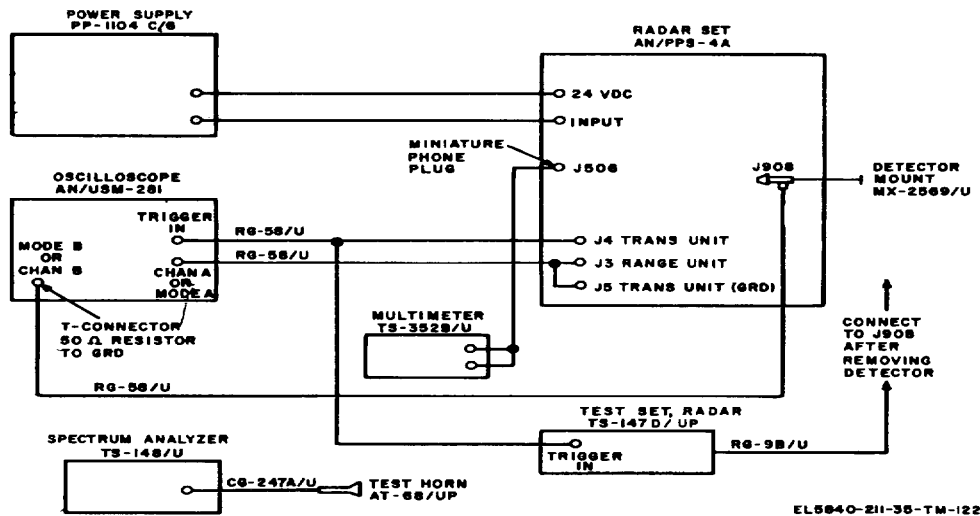 POWER SUPPLY
PP-1104 C/G
RADAR SET
AN/PPS-4A
24 VDC
INPUT
MINIATURE
PHONE
PLUG
J506
J908
DETECTOR
MOUNT
MX-2569/U
OSCILLOSCOPE
AN/USM-281
TRIGGER
IN
MODE B
OR
CHAN B
CHAN A
OR
MODE A
RG-58/U
RG-58/U
J4 TRANS UNIT
J3 RANGE UNIT
J5 TRANS UNIT (GRD)
T-CONNECTOR
50 Ω RESISTOR
TO GRD
MULTIMETER
TS-352B/U
CONNECT
TO J908
AFTER
REMOVING
DETECTOR
RG-58/U
TEST SET, RADAR
TS-147D/UP
TRIGGER
IN
RG-9B/U
SPECTRUM ANALYZER
TS-148/U
CG-247A/U
TEST HORN
AT-68/UP
EL5840-211-35-TM-122